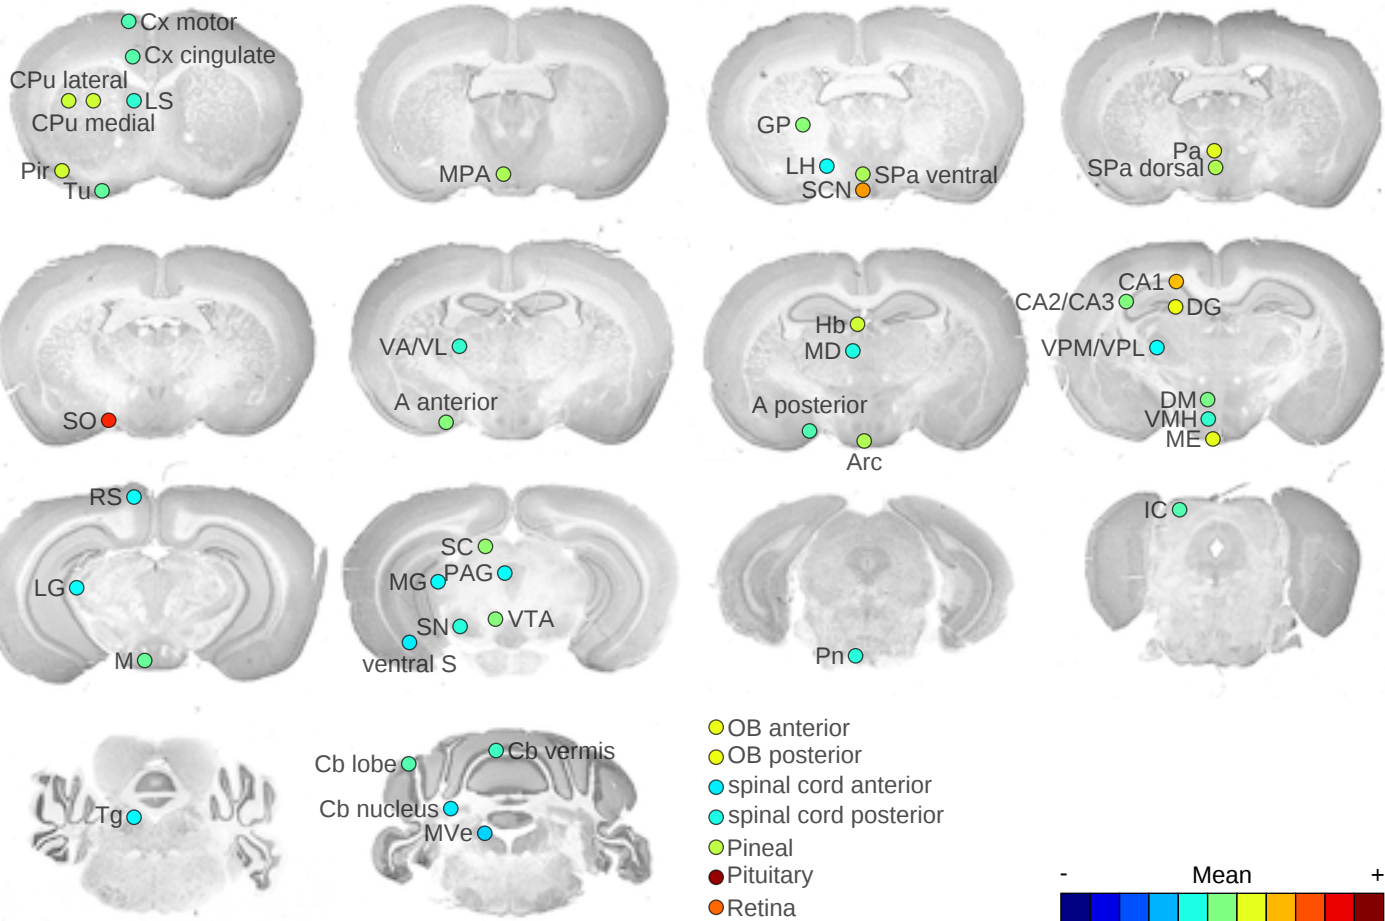 Cx motor
Cx cingulate
CPu lateral
LS
CPu medial
Pir
Tu
MPA
GP
LH
SPa ventral
SCN
Pa
SPa dorsal
SO
VA/VL
A anterior
Hb
MD
A posterior
Arc
CA1
CA2/CA3
DG
VPM/VPL
DM
VMH
ME
RS
LG
M
SC
MG
PAG
SN
VTA
ventral S
Pn
IC
Tg
Cb lobe
Cb vermis
Cb nucleus
MVe
OB anterior
OB posterior
spinal cord anterior
spinal cord posterior
Pineal
Pituitary
Retina
- Mean +